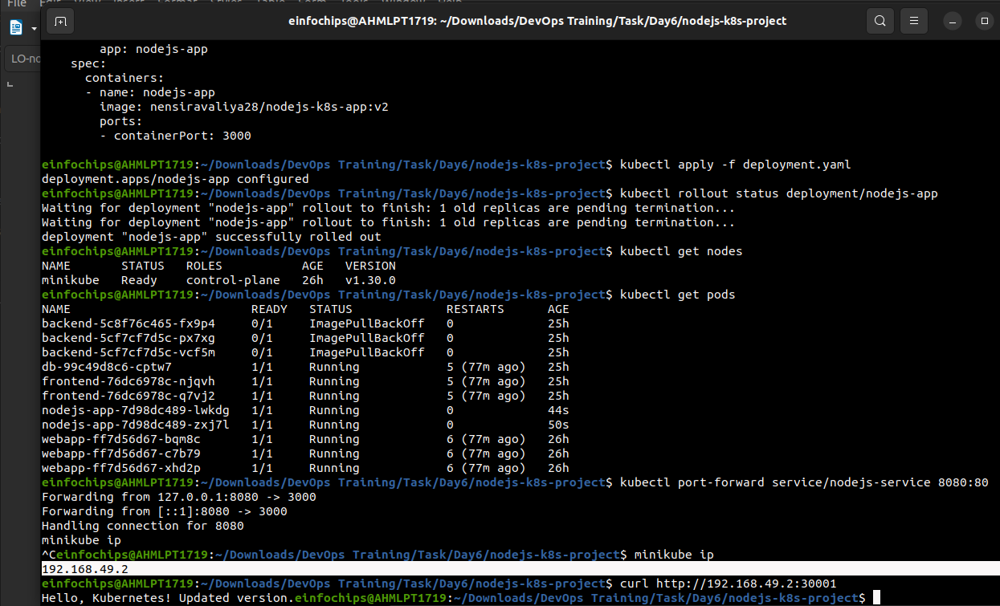 File Edit View Insert Format Styles Table Form Tools Window Help
einfochips@AHMLPT1719: ~/Downloads/DevOps Training/Task/Day6/nodejs-k8s-project
LO-no
        app: nodejs-app
    spec:
      containers:
      - name: nodejs-app
        image: nensiravaliya28/nodejs-k8s-app:v2
        ports:
        - containerPort: 3000
einfochips@AHMLPT1719:~/Downloads/DevOps Training/Task/Day6/nodejs-k8s-project$ kubectl apply -f deployment.yaml
deployment.apps/nodejs-app configured
einfochips@AHMLPT1719:~/Downloads/DevOps Training/Task/Day6/nodejs-k8s-project$ kubectl rollout status deployment/nodejs-app
Waiting for deployment "nodejs-app" rollout to finish: 1 old replicas are pending termination...
Waiting for deployment "nodejs-app" rollout to finish: 1 old replicas are pending termination...
deployment "nodejs-app" successfully rolled out
einfochips@AHMLPT1719:~/Downloads/DevOps Training/Task/Day6/nodejs-k8s-project$ kubectl get nodes
NAME       STATUS   ROLES           AGE   VERSION
minikube   Ready    control-plane   26h   v1.30.0
einfochips@AHMLPT1719:~/Downloads/DevOps Training/Task/Day6/nodejs-k8s-project$ kubectl get pods
NAME                         READY   STATUS             RESTARTS      AGE
backend-5c8f76c465-fx9p4     0/1     ImagePullBackOff   0             25h
backend-5cf7cf7d5c-px7xg     0/1     ImagePullBackOff   0             25h
backend-5cf7cf7d5c-vcf5m     0/1     ImagePullBackOff   0             25h
db-99c49d8c6-cptw7           1/1     Running            5 (77m ago)   25h
frontend-76dc6978c-njqvh     1/1     Running            5 (77m ago)   25h
frontend-76dc6978c-q7vj2     1/1     Running            5 (77m ago)   25h
nodejs-app-7d98dc489-lwkdg   1/1     Running            0             44s
nodejs-app-7d98dc489-zxj7l   1/1     Running            0             50s
webapp-ff7d56d67-bqm8c       1/1     Running            6 (77m ago)   26h
webapp-ff7d56d67-c7b79       1/1     Running            6 (77m ago)   26h
webapp-ff7d56d67-xhd2p       1/1     Running            6 (77m ago)   26h
einfochips@AHMLPT1719:~/Downloads/DevOps Training/Task/Day6/nodejs-k8s-project$ kubectl port-forward service/nodejs-service 8080:80
Forwarding from 127.0.0.1:8080 -> 3000
Forwarding from [::1]:8080 -> 3000
Handling connection for 8080
minikube ip
^Ceinfochips@AHMLPT1719:~/Downloads/DevOps Training/Task/Day6/nodejs-k8s-project$ minikube ip
192.168.49.2
einfochips@AHMLPT1719:~/Downloads/DevOps Training/Task/Day6/nodejs-k8s-project$ curl http://192.168.49.2:30001
Hello, Kubernetes! Updated version.einfochips@AHMLPT1719:~/Downloads/DevOps Training/Task/Day6/nodejs-k8s-project$